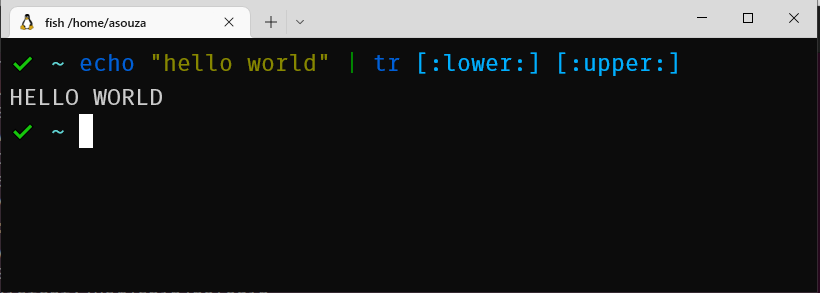 fish /home/asouza
✓ ~ echo "hello world" | tr [:lower:] [:upper:]
HELLO WORLD
✓ ~